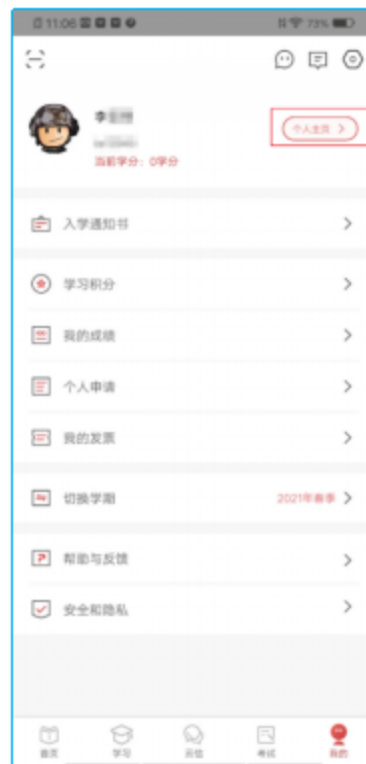 11:06
73%
李
个人主页
当前学分：0学分
入学通知书
学习积分
我的成绩
个人申请
我的发票
切换学期 2021年春季
帮助与反馈
安全和隐私
首页 学习 云信 考试 我的